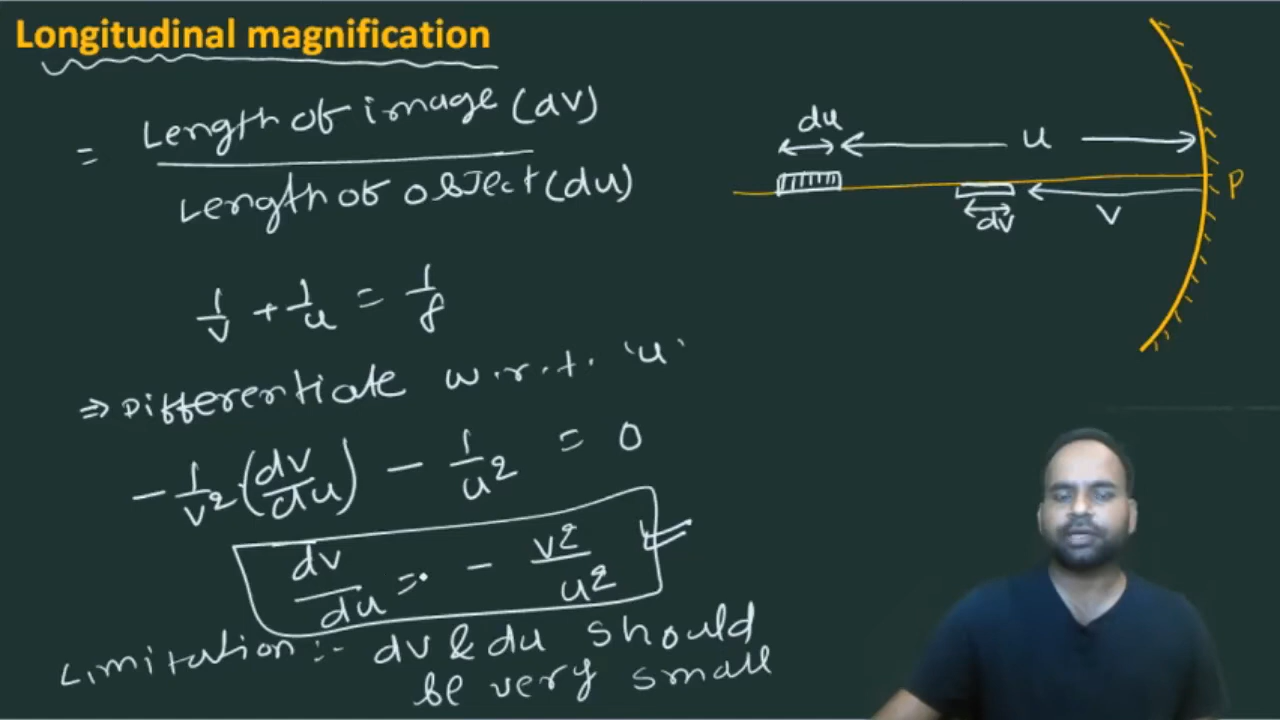 Longitudinal magnification
= Length of image (dv)
Length of object (du)
1/v + 1/u = 1/f
⇒ Differentiate w.r.t. 'u'
- 1/v² (dv/du) - 1/u² = 0
dv/du = - v²/u²
Limitation :- dv & du should
be very small
du
u
P
dv
v